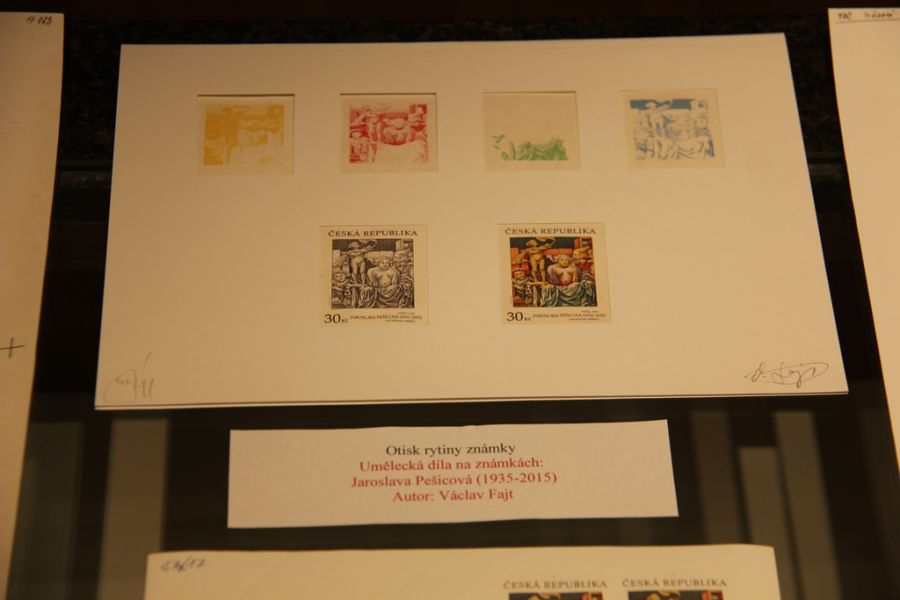 ČESKÁ REPUBLIKA
30 Kč
JAROSLAVA PEŠICOVÁ (1935-2015)
ČESKÁ REPUBLIKA
30 Kč
JAROSLAVA PEŠICOVÁ (1935-2015)
Otisk rytiny známky
Umělecká díla na známkách:
Jaroslava Pešicová (1935-2015)
Autor: Václav Fajt
ČESKÁ REPUBLIKA
ČESKÁ REPUBLIKA